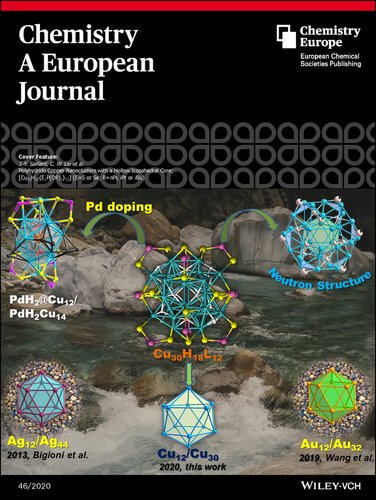 Chemistry
A European
Journal
Chemistry
Europe
European Chemical
Societies Publishing
Cover Feature:
J.-Y. Saillard, C. W. Liu et al.
Polyhydrido Copper Nanoclusters with a Hollow Icosahedral Core:
[Cu₃₀H₁₈{E₂P(OR)₂}₁₂] (E=S or Se; R=nPr, iPr or iBu)
Pd doping
PdH₂@Cu₁₂/
PdH₂Cu₁₄
Neutron Structure
Cu₃₀H₁₈L₁₂
Ag₁₂/Ag₄₄
2013, Bigioni et al.
Cu₁₂/Cu₃₀
2020, this work
Au₁₂/Au₃₂
2019, Wang et al.
46/2020
WILEY-VCH